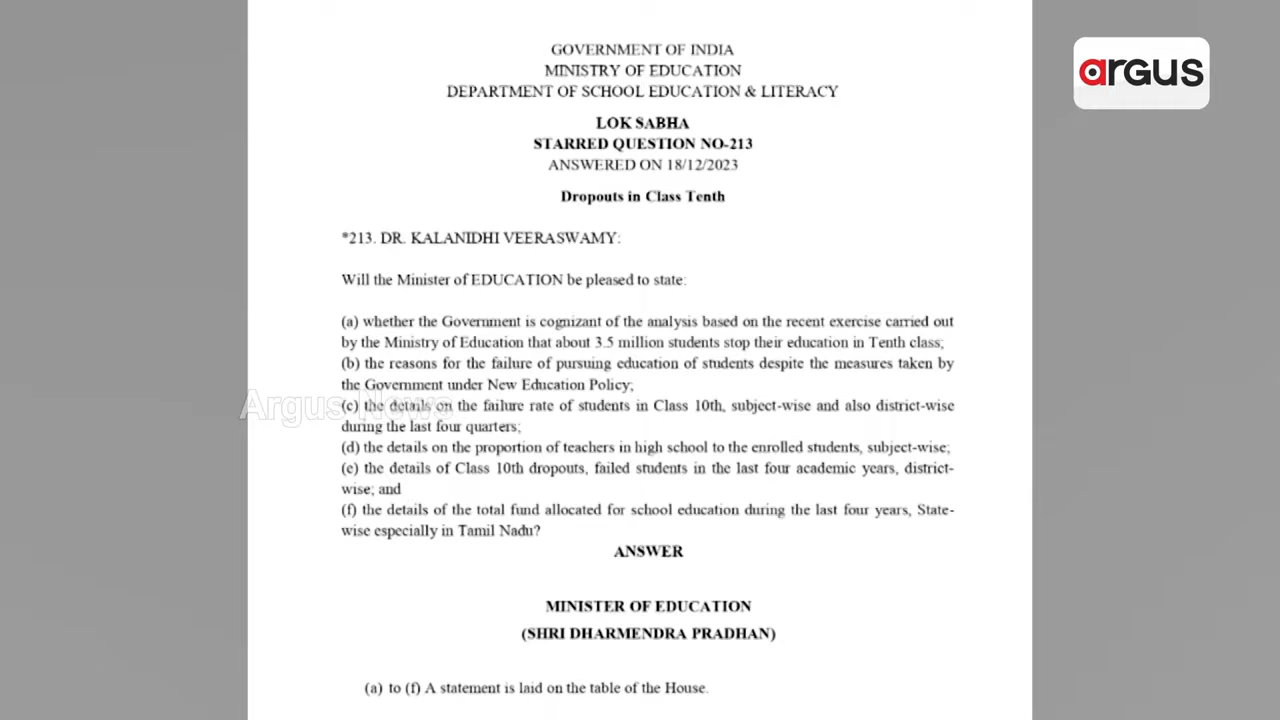 argus
GOVERNMENT OF INDIA
MINISTRY OF EDUCATION
DEPARTMENT OF SCHOOL EDUCATION & LITERACY
LOK SABHA
STARRED QUESTION NO-213
ANSWERED ON 18/12/2023
Dropouts in Class Tenth
*213. DR. KALANIDHI VEERASWAMY:
Will the Minister of EDUCATION be pleased to state:
(a) whether the Government is cognizant of the analysis based on the recent exercise carried out
by the Ministry of Education that about 3.5 million students stop their education in Tenth class;
(b) the reasons for the failure of pursuing education of students despite the measures taken by
the Government under New Education Policy;
Argus News
(c) the details on the failure rate of students in Class 10th, subject-wise and also district-wise
during the last four quarters;
(d) the details on the proportion of teachers in high school to the enrolled students, subject-wise;
(e) the details of Class 10th dropouts, failed students in the last four academic years, district-
wise; and
(f) the details of the total fund allocated for school education during the last four years, State-
wise especially in Tamil Nadu?
ANSWER
MINISTER OF EDUCATION
(SHRI DHARMENDRA PRADHAN)
(a) to (f) A statement is laid on the table of the House.